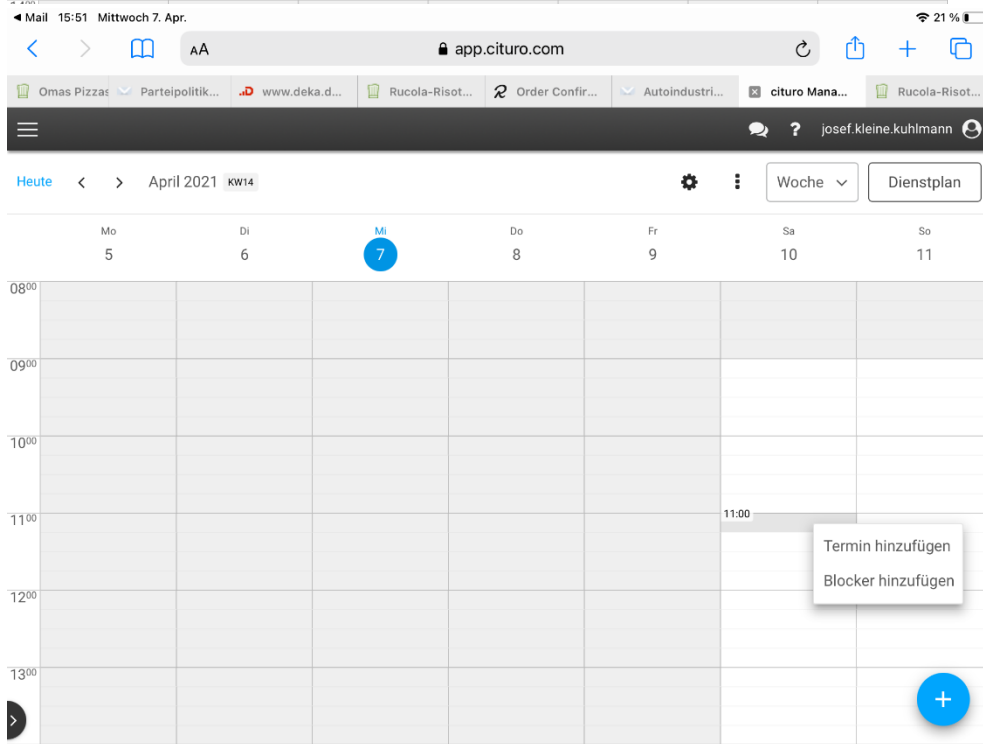 ◀ Mail 15:51 Mittwoch 7. Apr. 21 %
AA app.cituro.com
Omas Pizzas Parteipolitik... www.deka.d... Rucola-Risot... Order Confir... Autoindustri... cituro Mana... Rucola-Risot...
? josef.kleine.kuhlmann
Heute < > April 2021 KW14 Woche Dienstplan
Mo Di Mi Do Fr Sa So
5 6 7 8 9 10 11
08⁰⁰
09⁰⁰
10⁰⁰
11⁰⁰ 11:00
Termin hinzufügen
Blocker hinzufügen
12⁰⁰
13⁰⁰